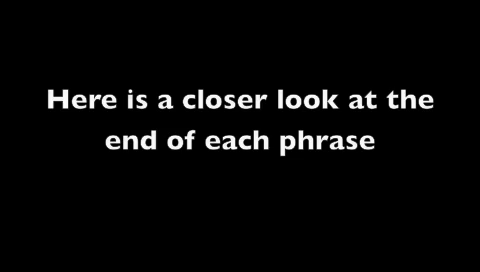 Here is a closer look at the
end of each phrase